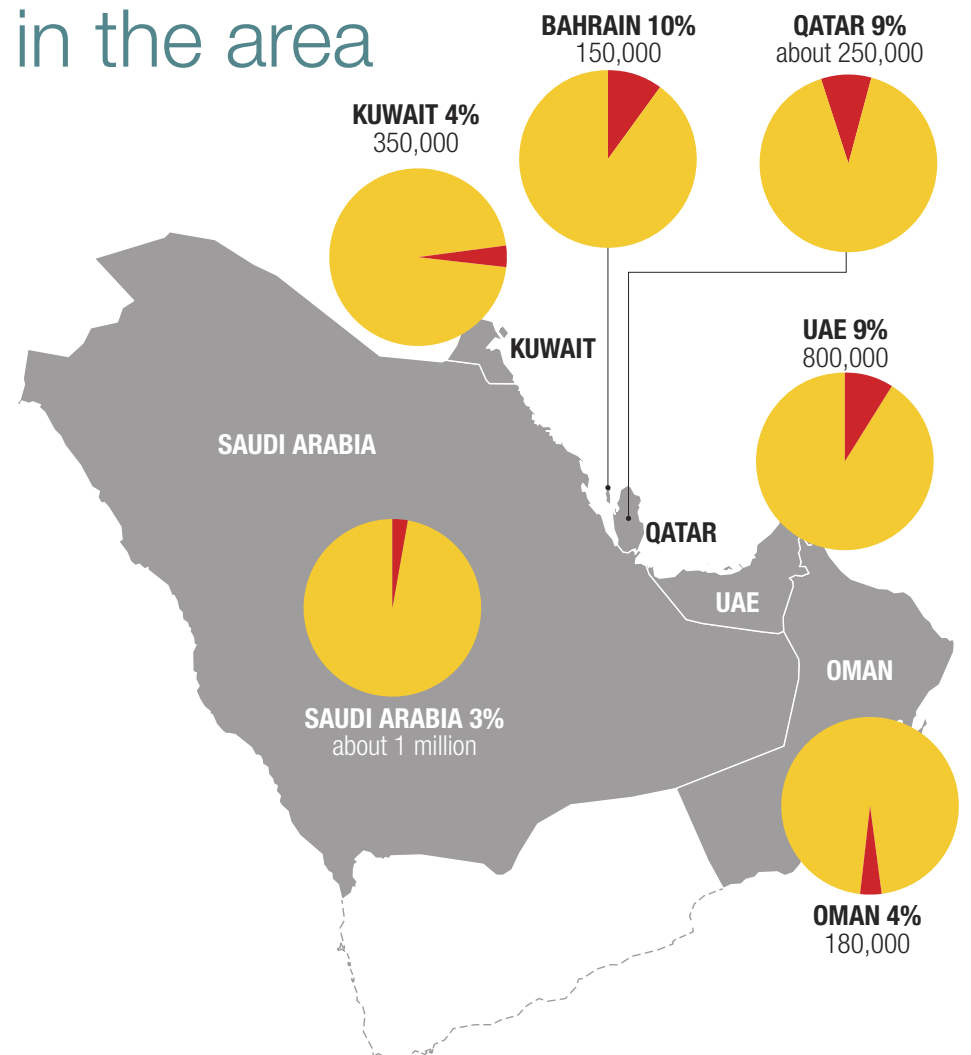 in the area
BAHRAIN 10%
150,000
QATAR 9%
about 250,000
KUWAIT 4%
350,000
UAE 9%
800,000
KUWAIT
SAUDI ARABIA
QATAR
UAE
OMAN
SAUDI ARABIA 3%
about 1 million
OMAN 4%
180,000